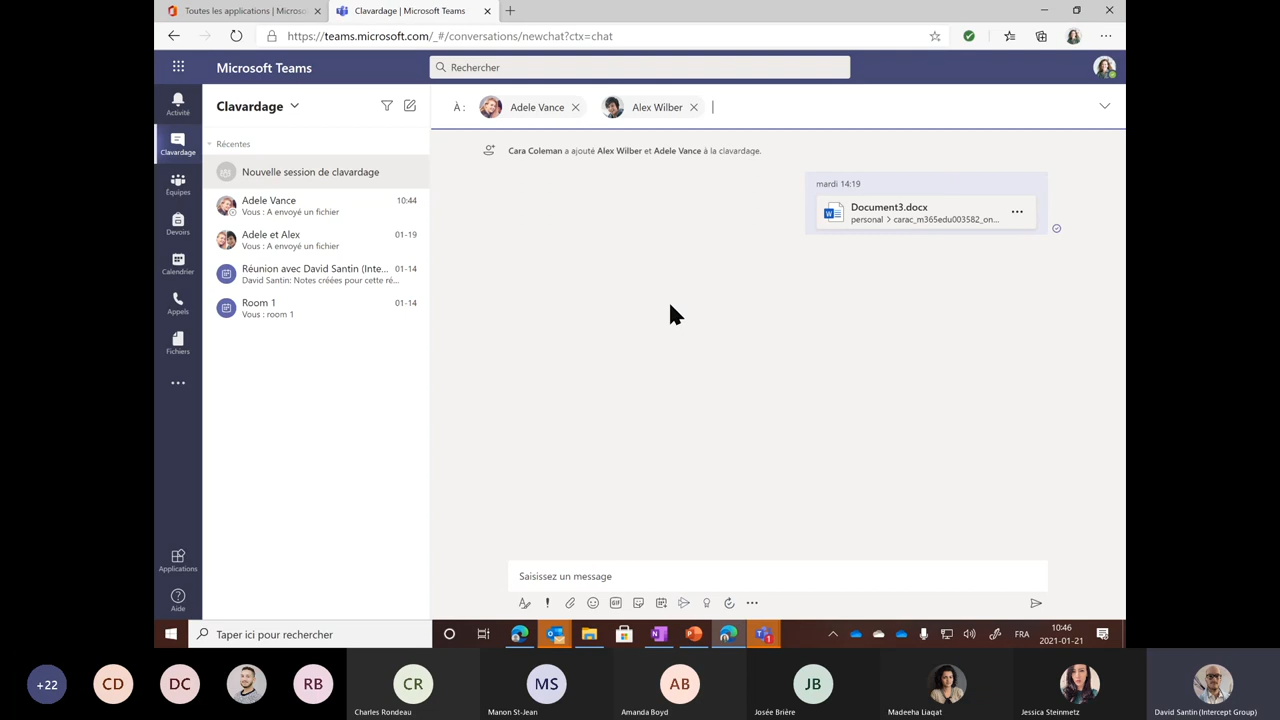 Toutes les applications | Microso
Clavardage | Microsoft Teams
https://teams.microsoft.com/_#/conversations/newchat?ctx=chat
Microsoft Teams
Rechercher
Activité
Clavardage
Équipes
Devoirs
Calendrier
Appels
Fichiers
Applications
Aide
Clavardage
Récentes
Nouvelle session de clavardage
Adele Vance 10:44
Vous : A envoyé un fichier
Adele et Alex 01-19
Vous : A envoyé un fichier
Réunion avec David Santin (Inte... 01-14
David Santin: Notes créées pour cette ré...
Room 1 01-14
Vous : room 1
À : Adele Vance Alex Wilber
Cara Coleman a ajouté Alex Wilber et Adele Vance à la clavardage.
mardi 14:19
Document3.docx
personal > carac_m365edu003582_on...
Saisissez un message
GIF
Taper ici pour rechercher
FRA
10:46
2021-01-21
+22
CD
DC
RB
CR
Charles Rondeau
MS
Manon St-Jean
AB
Amanda Boyd
JB
Josée Brière
Madeeha Liaqat
Jessica Steinmetz
David Santin (Intercept Group)